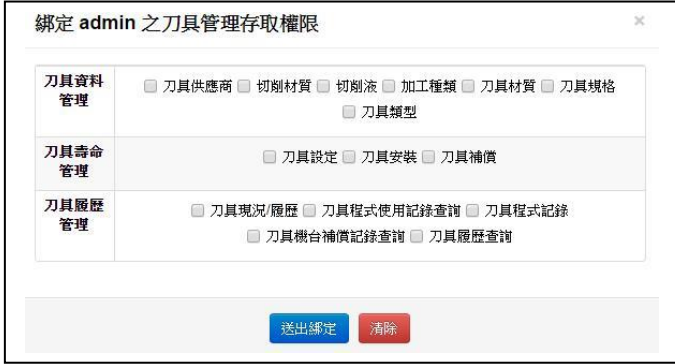 綁定 admin 之刀具管理存取權限
×
刀具資料
管理
刀具供應商 切削材質 切削液 加工種類 刀具材質 刀具規格
刀具類型
刀具壽命
管理
刀具設定 刀具安裝 刀具補償
刀具履歷
管理
刀具現況/履歷 刀具程式使用記錄查詢 刀具程式記錄
刀具機台補償記錄查詢 刀具履歷查詢
送出綁定 清除